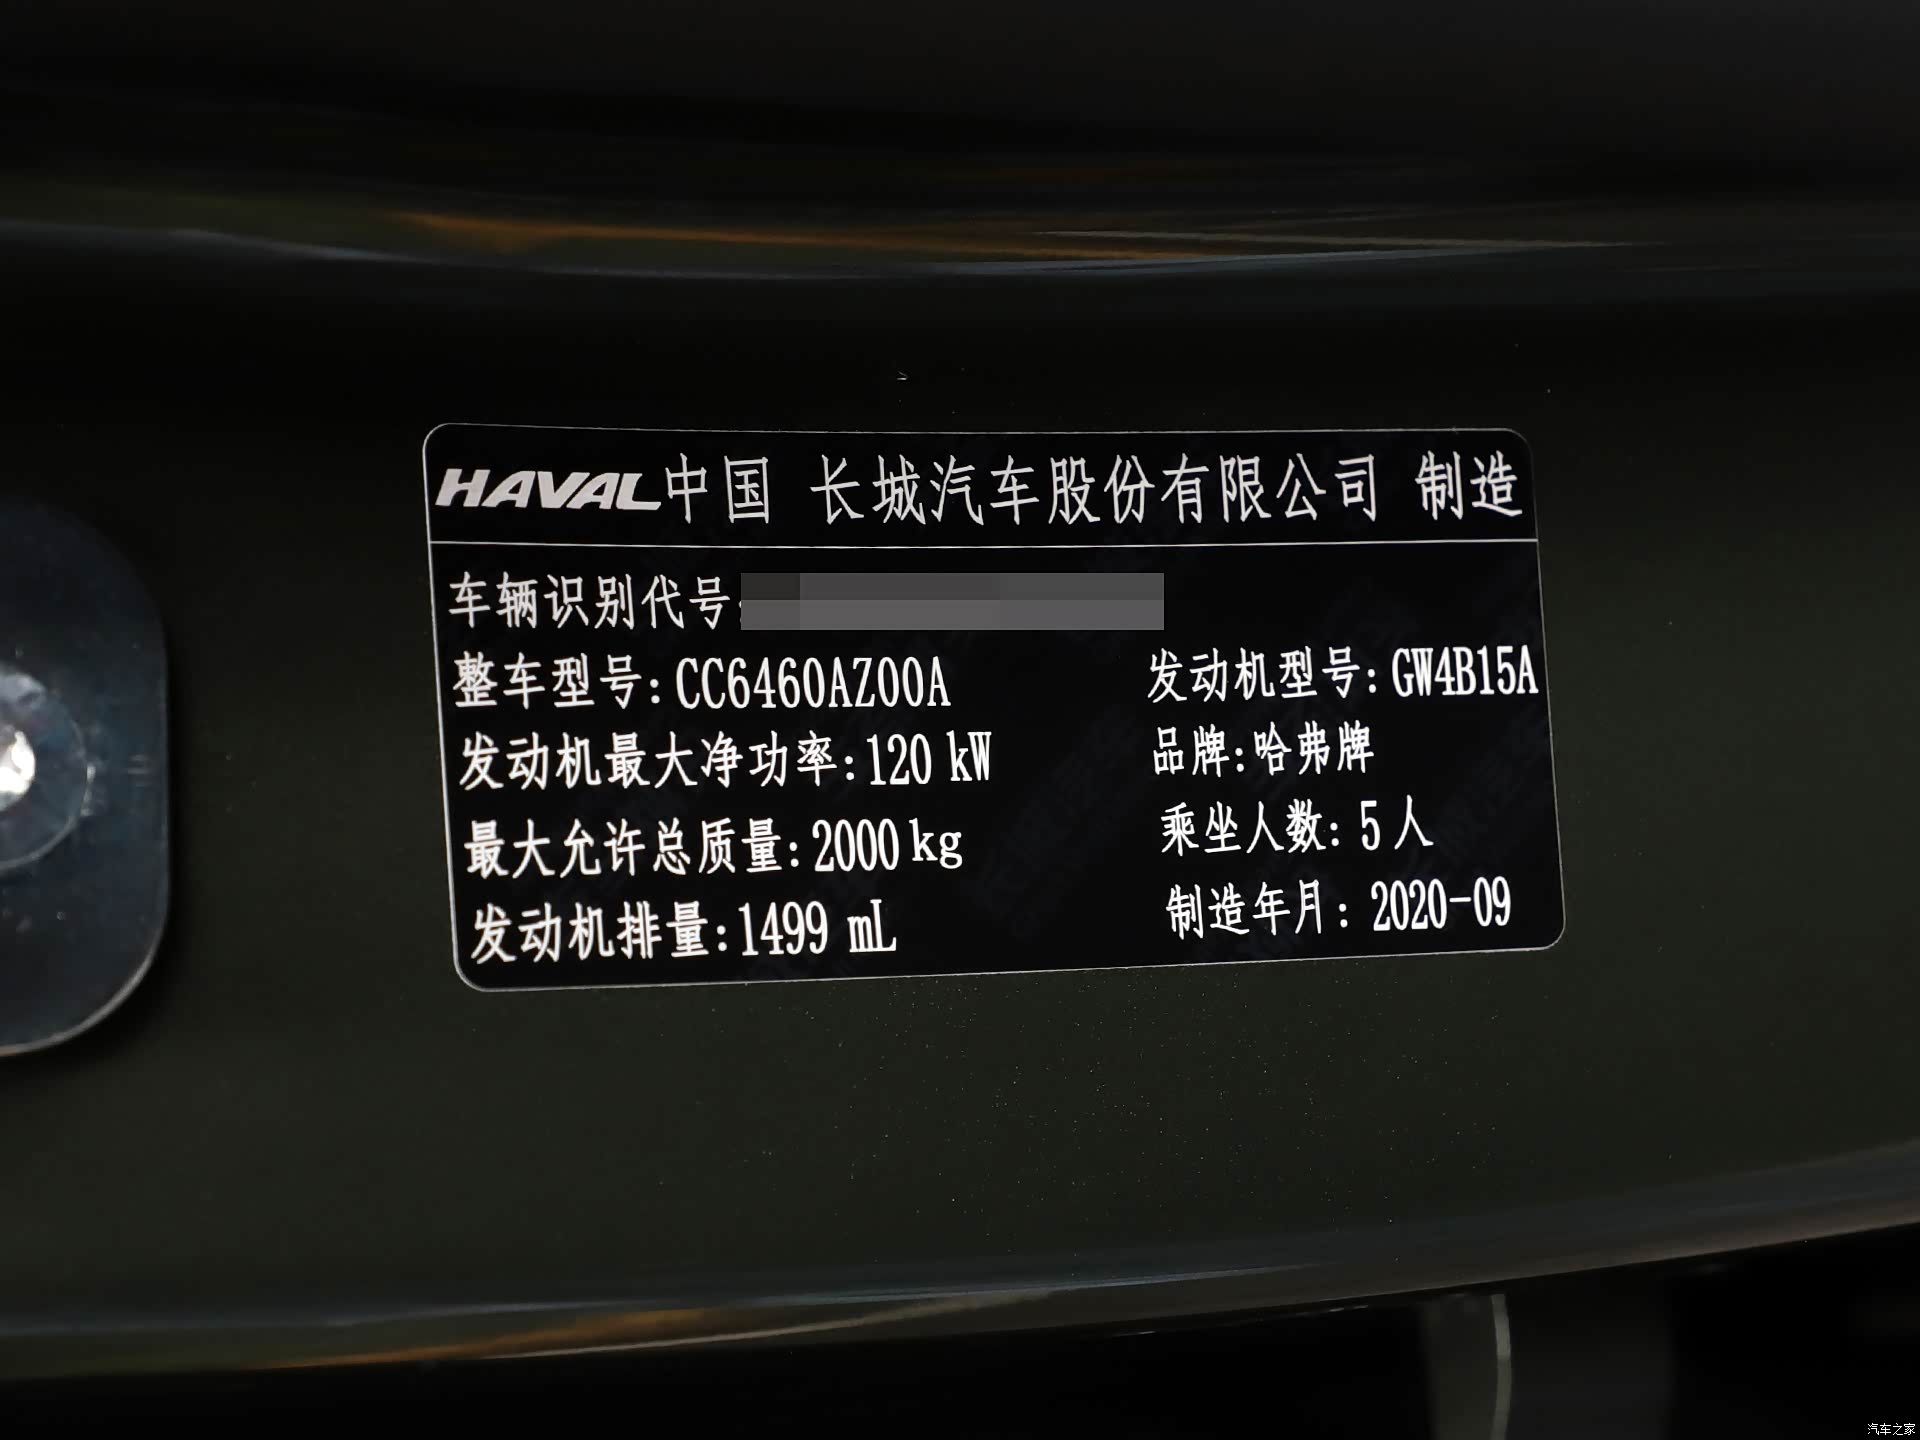 HAVAL中国 长城汽车股份有限公司 制造
车辆识别代号:
整车型号:CC6460AZ00A 发动机型号:GW4B15A
发动机最大净功率:120 kW 品牌:哈弗牌
最大允许总质量:2000kg 乘坐人数:5人
发动机排量:1499 mL 制造年月:2020-09
汽车之家